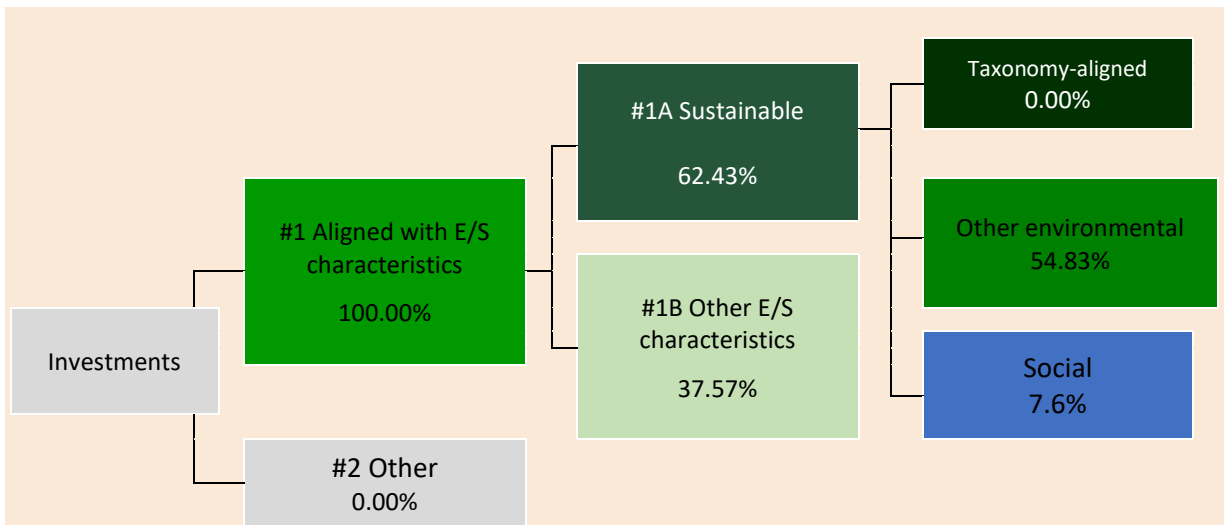 Investments
#1 Aligned with E/S
characteristics
100.00%
#2 Other
0.00%
#1A Sustainable
62.43%
#1B Other E/S
characteristics
37.57%
Taxonomy-aligned
0.00%
Other environmental
54.83%
Social
7.6%